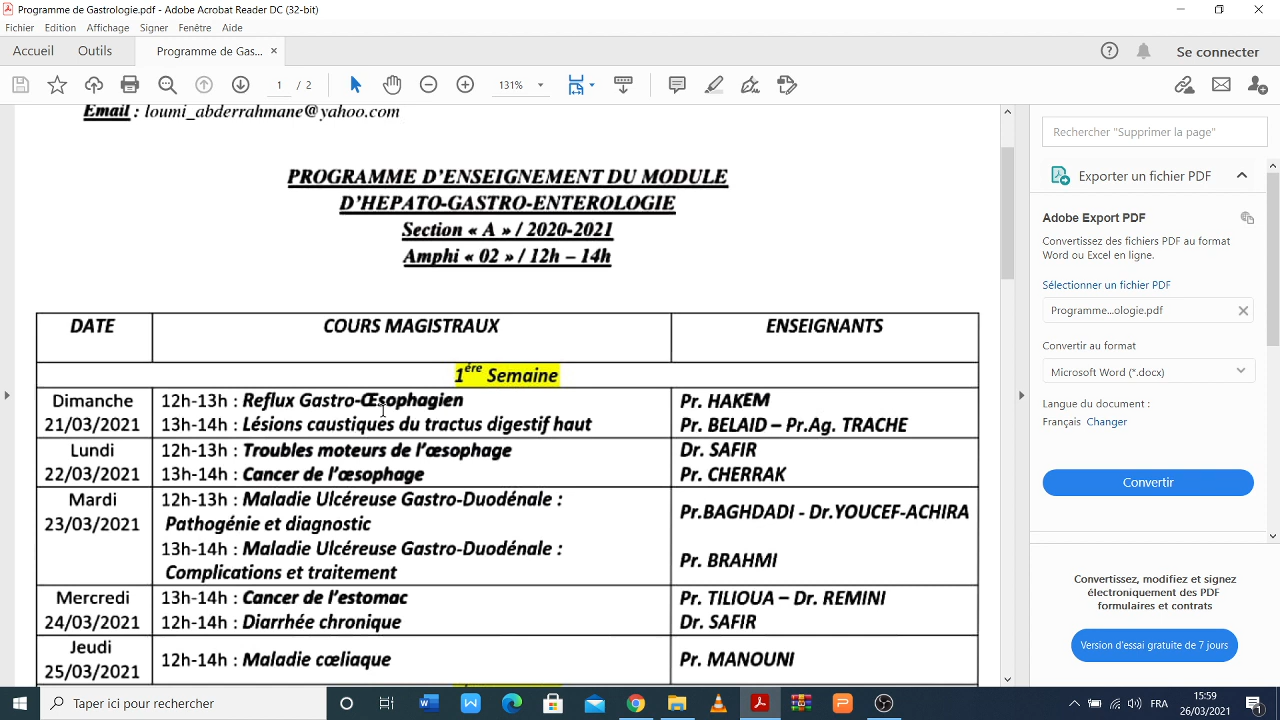 Programme de Gastrologie.pdf - Adobe Acrobat Reader DC (32-bit)
Fichier Edition Affichage Signer Fenêtre Aide
Accueil Outils Programme de Gas... × Se connecter
1 / 2 131%
Email : loumi_abderrahmane@yahoo.com
PROGRAMME D'ENSEIGNEMENT DU MODULE
D'HEPATO-GASTRO-ENTEROLOGIE
Section « A » / 2020-2021
Amphi « 02 » / 12h – 14h
DATE COURS MAGISTRAUX ENSEIGNANTS
1ére Semaine
Dimanche 12h-13h : Reflux Gastro-Œsophagien Pr. HAKEM
21/03/2021 13h-14h : Lésions caustiques du tractus digestif haut Pr. BELAID – Pr.Ag. TRACHE
Lundi 12h-13h : Troubles moteurs de l'œsophage Dr. SAFIR
22/03/2021 13h-14h : Cancer de l'œsophage Pr. CHERRAK
Mardi 12h-13h : Maladie Ulcéreuse Gastro-Duodénale :
23/03/2021 Pathogénie et diagnostic Pr.BAGHDADI - Dr.YOUCEF-ACHIRA
13h-14h : Maladie Ulcéreuse Gastro-Duodénale :
Complications et traitement Pr. BRAHMI
Mercredi 13h-14h : Cancer de l'estomac Pr. TILIOUA – Dr. REMINI
24/03/2021 12h-14h : Diarrhée chronique Dr. SAFIR
Jeudi
25/03/2021 12h-14h : Maladie cœliaque Pr. MANOUNI
Rechercher "Supprimer la page"
Exporter un fichier PDF
Adobe Export PDF
Convertissez des fichiers PDF au format
Word ou Excel en ligne.
Sélectionner un fichier PDF
Programme...ologie.pdf
Convertir au format
Microsoft Word (*.docx)
Langue du document :
Français Changer
Convertir
Convertissez, modifiez et signez
électroniquement des PDF
formulaires et contrats
Version d'essai gratuite de 7 jours
Taper ici pour rechercher
FRA
15:59
26/03/2021
1